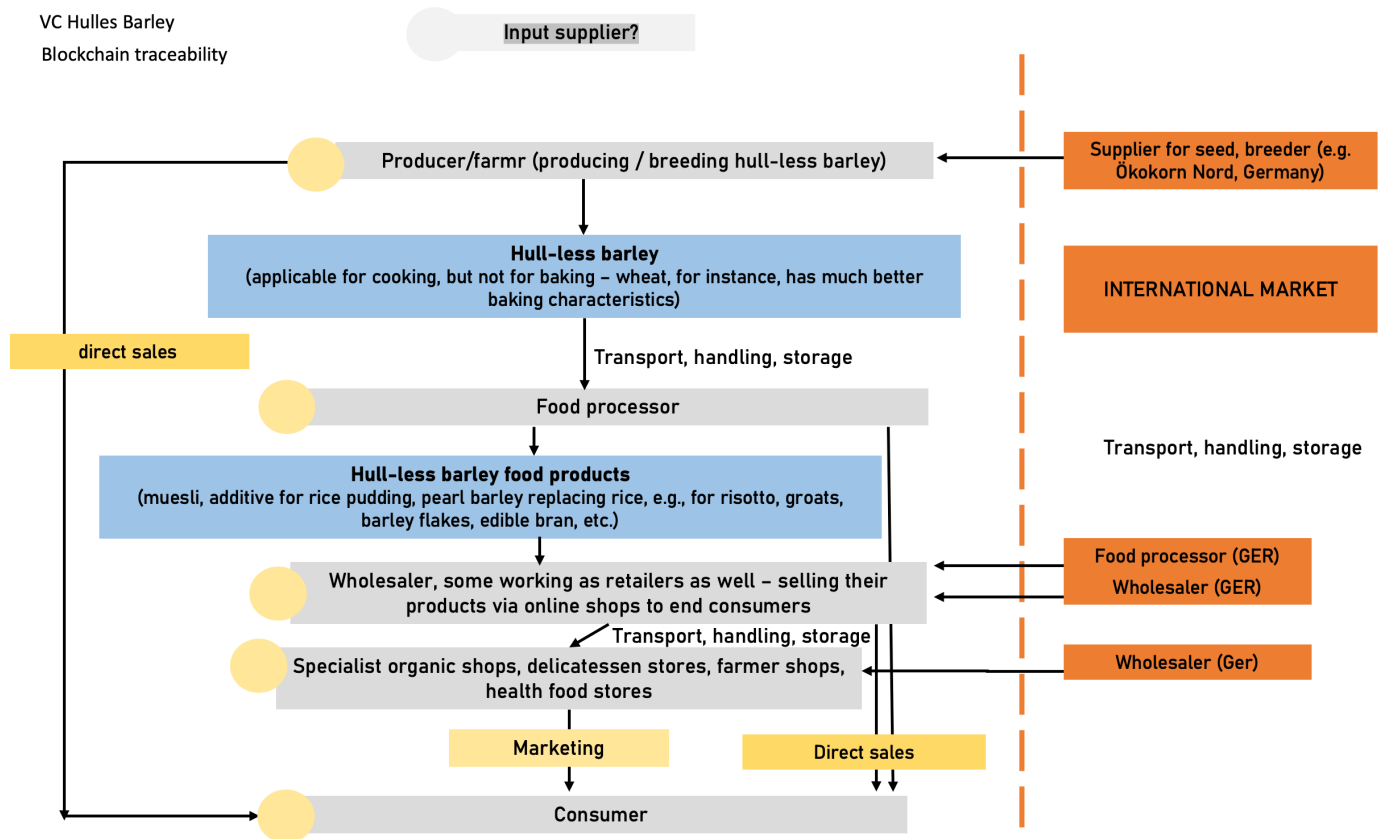 VC Hulles Barley
Blockchain traceability
Input supplier?
Producer/farmr (producing / breeding hull-less barley)
Supplier for seed, breeder (e.g.
Ökokorn Nord, Germany)
Hull-less barley
(applicable for cooking, but not for baking – wheat, for instance, has much better
baking characteristics)
INTERNATIONAL MARKET
direct sales
Transport, handling, storage
Food processor
Transport, handling, storage
Hull-less barley food products
(muesli, additive for rice pudding, pearl barley replacing rice, e.g., for risotto, groats,
barley flakes, edible bran, etc.)
Food processor (GER)
Wholesaler (GER)
Wholesaler, some working as retailers as well – selling their
products via online shops to end consumers
Transport, handling, storage
Specialist organic shops, delicatessen stores, farmer shops,
health food stores
Wholesaler (Ger)
Marketing
Direct sales
Consumer